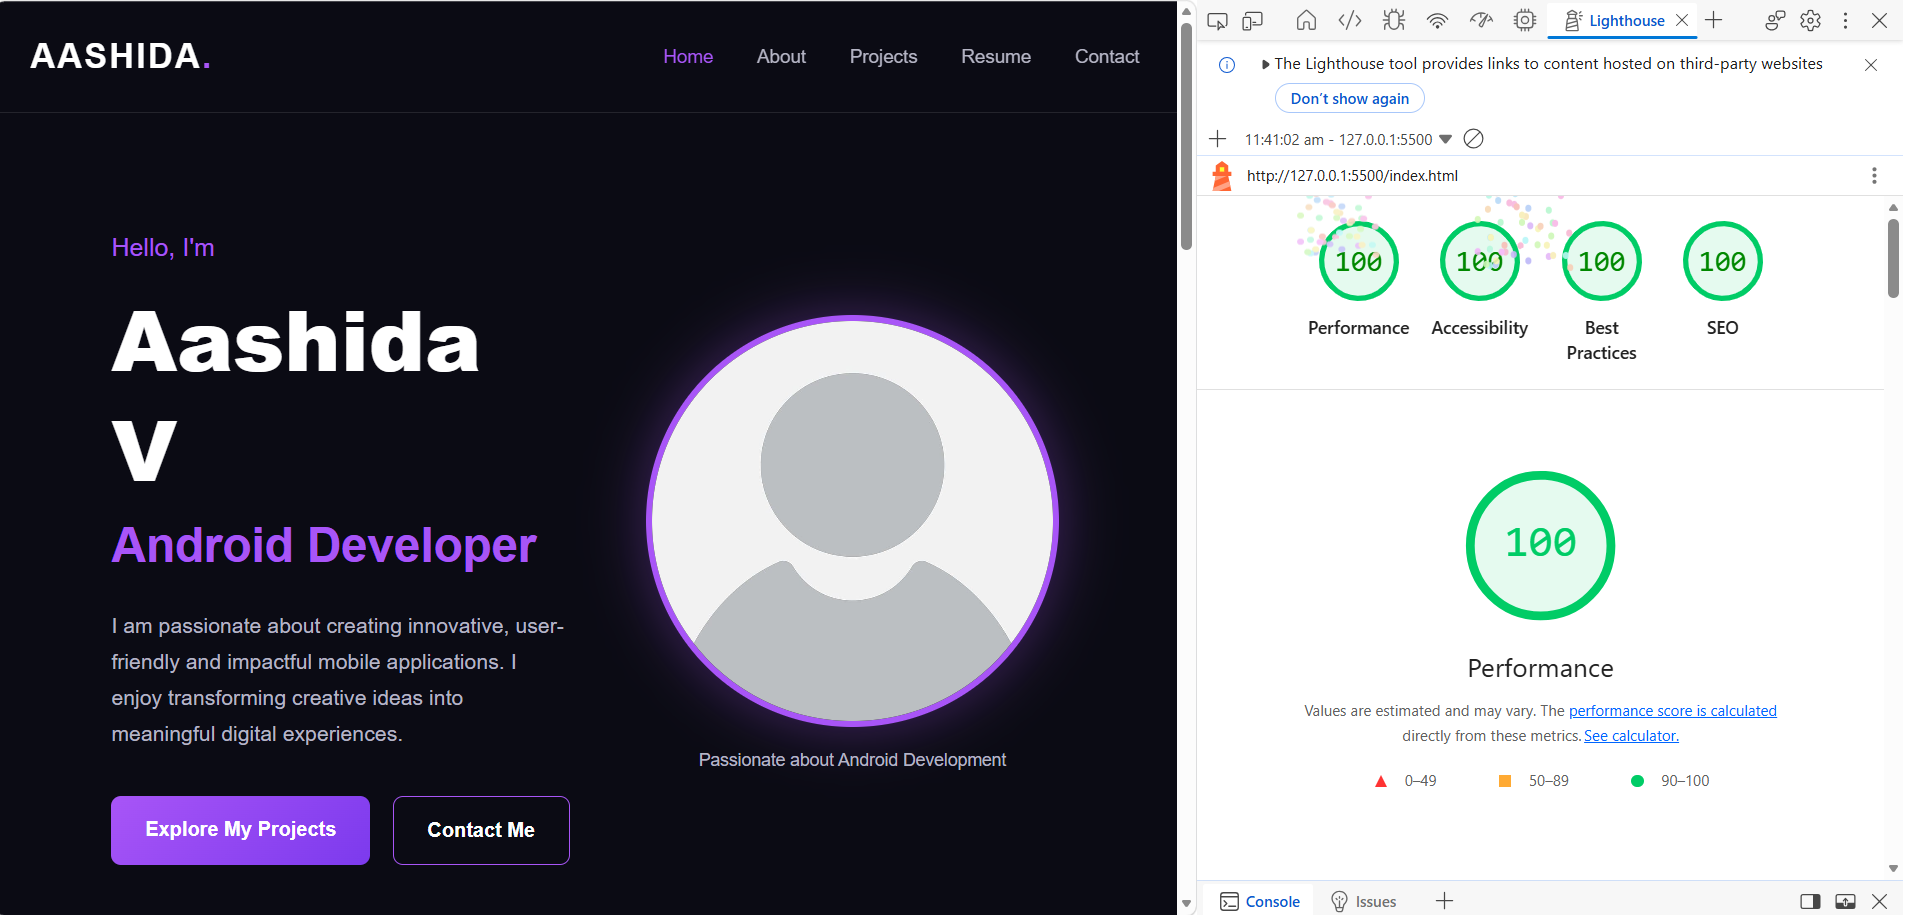 AASHIDA.
Home About Projects Resume Contact
Hello, I'm
Aashida
V
Android Developer
I am passionate about creating innovative, user-
friendly and impactful mobile applications. I
enjoy transforming creative ideas into
meaningful digital experiences.
Explore My Projects
Contact Me
Passionate about Android Development
Lighthouse
The Lighthouse tool provides links to content hosted on third-party websites
Don't show again
11:41:02 am - 127.0.0.1:5500
http://127.0.0.1:5500/index.html
100 100 100 100
Performance Accessibility Best Practices SEO
100
Performance
Values are estimated and may vary. The performance score is calculated
directly from these metrics. See calculator.
0–49 50–89 90–100
Console Issues